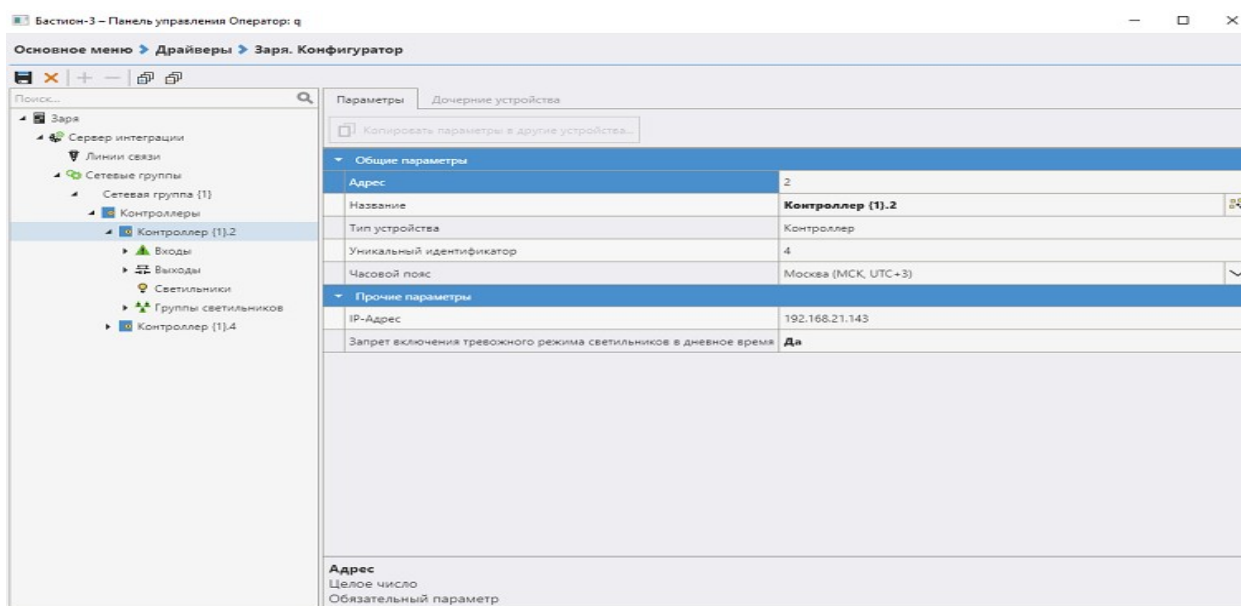 Бастион-3 – Панель управления Оператор: q
Основное меню > Драйверы > Заря. Конфигуратор
Поиск...
Заря
Сервер интеграции
Линии связи
Сетевые группы
Сетевая группа {1}
Контроллеры
Контроллер {1}.2
Входы
Выходы
Светильники
Группы светильников
Контроллер {1}.4
Параметры Дочерние устройства
Копировать параметры в другие устройства...
Общие параметры
Адрес 2
Название Контроллер {1}.2
Тип устройства Контроллер
Уникальный идентификатор 4
Часовой пояс Москва (МСК, UTC+3)
Прочие параметры
IP-Адрес 192.168.21.143
Запрет включения тревожного режима светильников в дневное время Да
Адрес
Целое число
Обязательный параметр